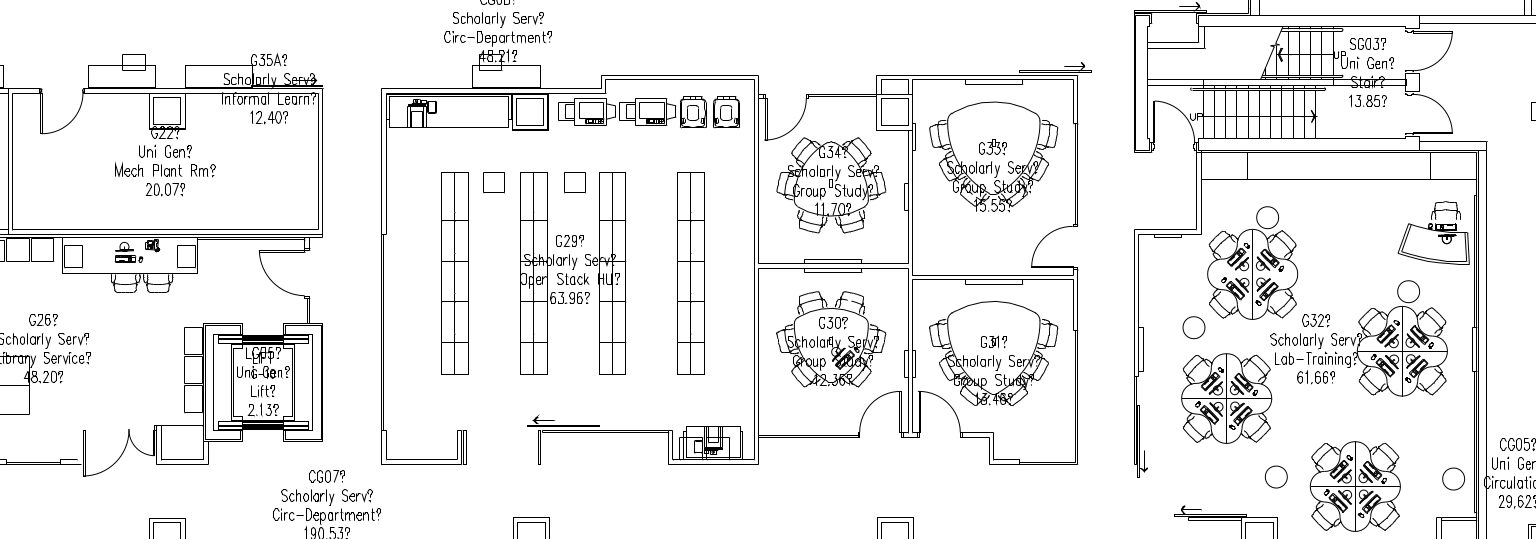 Scholarly Serv?
Circ-Department?
48.21?
G35A?
Scholarly Serv?
Informal Learn?
12.40?
G22?
Uni Gen?
Mech Plant Rm?
20.07?
G26?
Scholarly Serv?
Library Service?
48.20?
Uni Gen?
Lift?
2.13?
CG07?
Scholarly Serv?
Circ-Department?
190.53?
G29?
Scholarly Serv?
Open Stack HU?
63.96?
G34?
Scholarly Serv?
Group Study?
11.70?
G33?
Scholarly Serv?
Group Study?
15.55?
G30?
Scholarly Serv?
Group Study?
12.36?
G31?
Scholarly Serv?
Group Study?
13.48?
SG03?
Uni Gen?
Stair?
13.85?
UP
UP
G32?
Scholarly Serv?
Lab-Training?
61.66?
CG05?
Uni Gen
Circulatio
29.62?